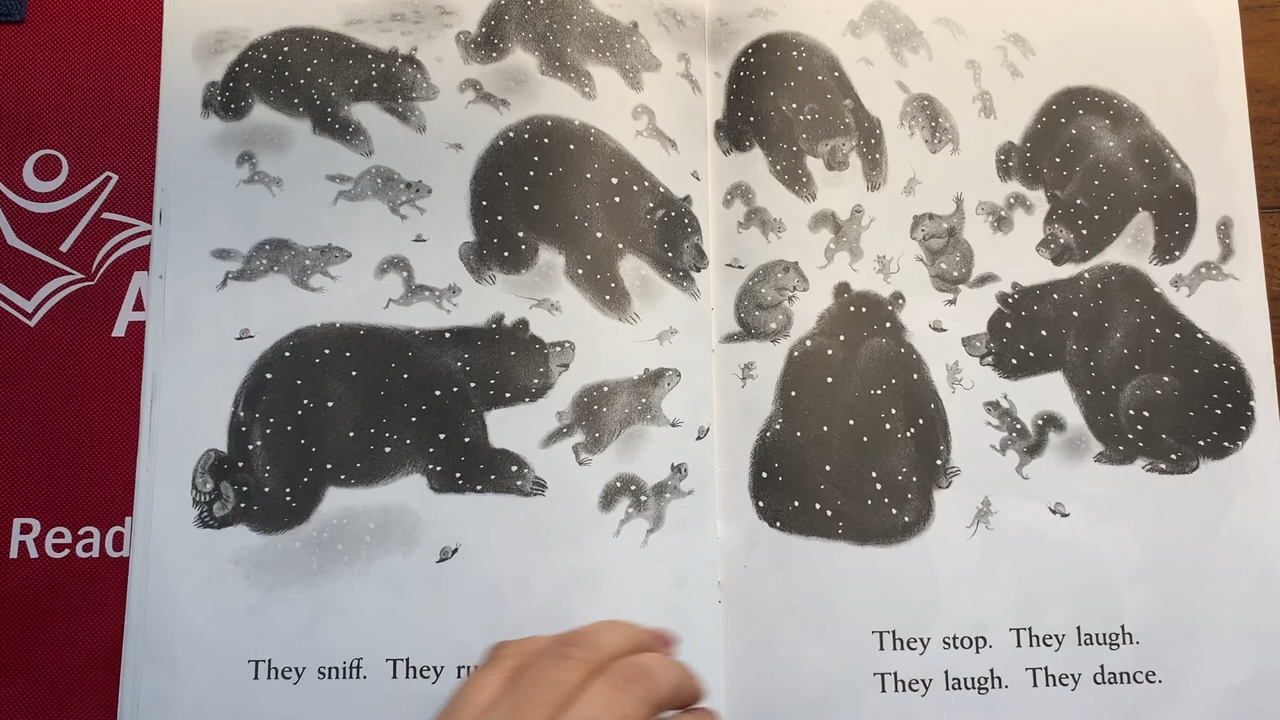 A
Read
They sniff. They
They stop. They laugh.
They laugh. They dance.